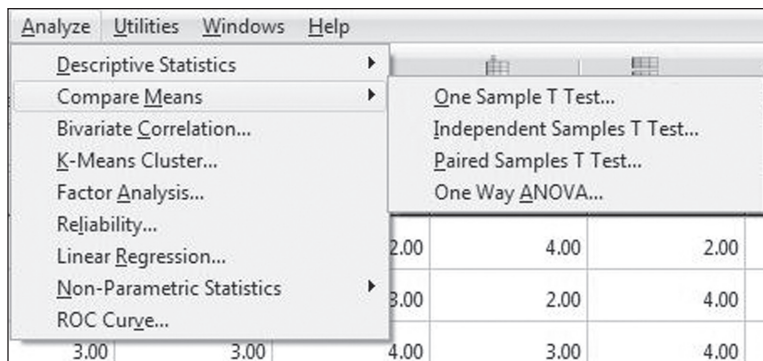 Analyze Utilities Windows Help
Descriptive Statistics
Compare Means
Bivariate Correlation...
K-Means Cluster...
Factor Analysis...
Reliability...
Linear Regression...
Non-Parametric Statistics
ROC Curve...
One Sample T Test...
Independent Samples T Test...
Paired Samples T Test...
One Way ANOVA...
2.00 4.00 2.00
3.00 2.00 4.00
3.00 3.00 4.00 3.00 4.00